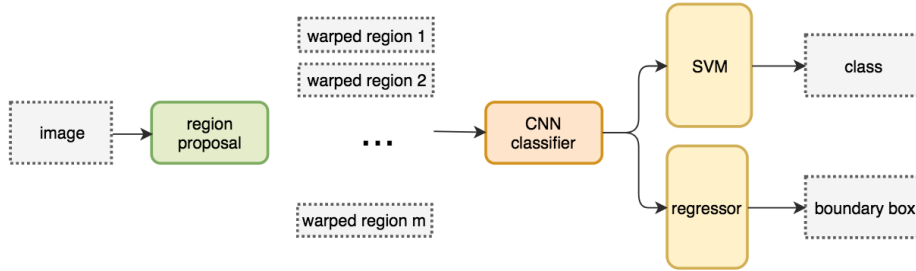 image
region
proposal
warped region 1
warped region 2
...
warped region m
CNN
classifier
SVM
class
regressor
boundary box